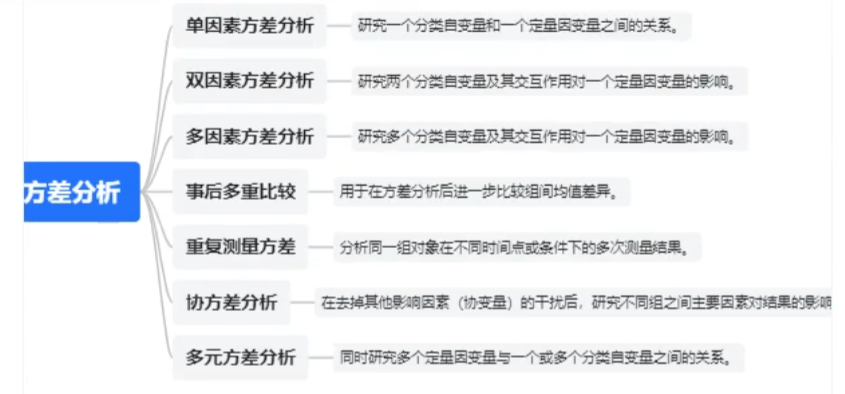 方差分析
单因素方差分析
研究一个分类自变量和一个定量因变量之间的关系。
双因素方差分析
研究两个分类自变量及其交互作用对一个定量因变量的影响。
多因素方差分析
研究多个分类自变量及其交互作用对一个定量因变量的影响。
事后多重比较
用于在方差分析后进一步比较组间均值差异。
重复测量方差
分析同一组对象在不同时间点或条件下的多次测量结果。
协方差分析
在去掉其他影响因素（协变量）的干扰后，研究不同组之间主要因素对结果的影响
多元方差分析
同时研究多个定量因变量与一个或多个分类自变量之间的关系。